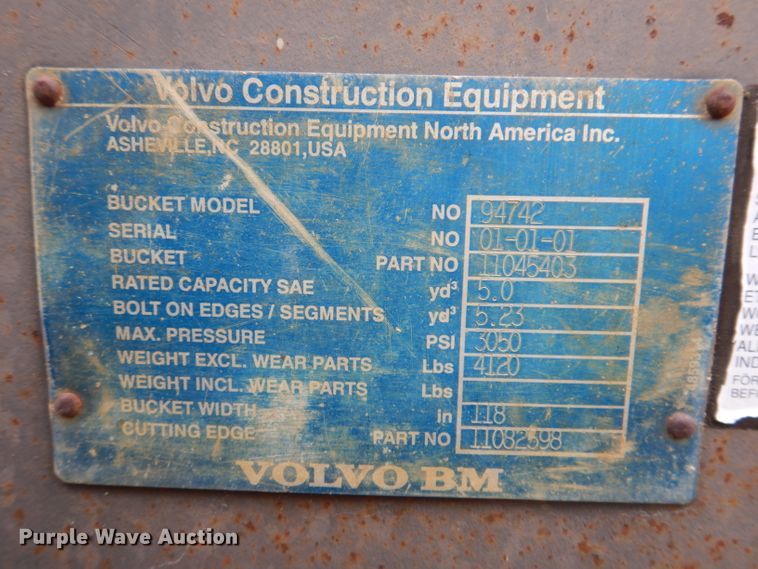 Volvo Construction Equipment
Volvo Construction Equipment North America Inc.
ASHEVILLE, NC 28801, USA
BUCKET MODEL NO 94742
SERIAL NO 01-01-01
BUCKET PART NO 11045403
RATED CAPACITY SAE yd³ 5.0
BOLT ON EDGES / SEGMENTS yd³ 5.23
MAX. PRESSURE PSI 3050
WEIGHT EXCL. WEAR PARTS Lbs 4120
WEIGHT INCL. WEAR PARTS Lbs
BUCKET WIDTH in 118
CUTTING EDGE PART NO 11082598
VOLVO BM
Purple Wave Auction